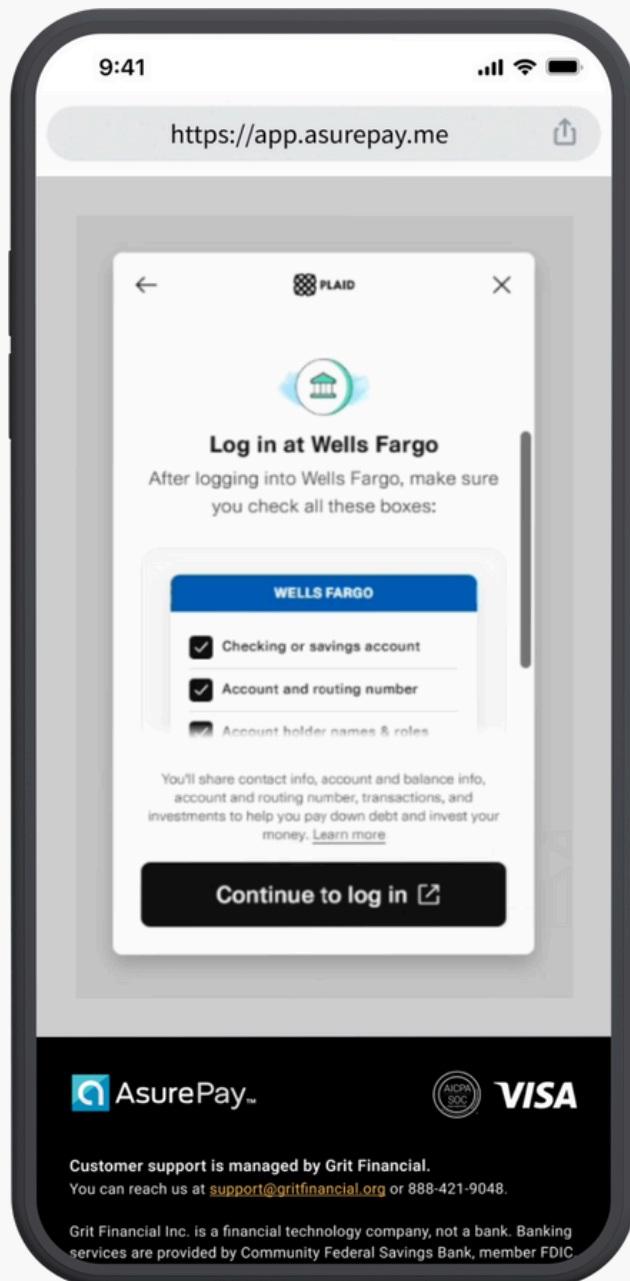 9:41
https://app.asurepay.me
PLAID
Log in at Wells Fargo
After logging into Wells Fargo, make sure
you check all these boxes:
WELLS FARGO
Checking or savings account
Account and routing number
Account holder names & roles
You'll share contact info, account and balance info,
account and routing number, transactions, and
investments to help you pay down debt and invest your
money. Learn more
Continue to log in
AsurePay™
AICPA
SOC
VISA
Customer support is managed by Grit Financial.
You can reach us at support@gritfinancial.org or 888-421-9048.
Grit Financial Inc. is a financial technology company, not a bank. Banking
services are provided by Community Federal Savings Bank, member FDIC